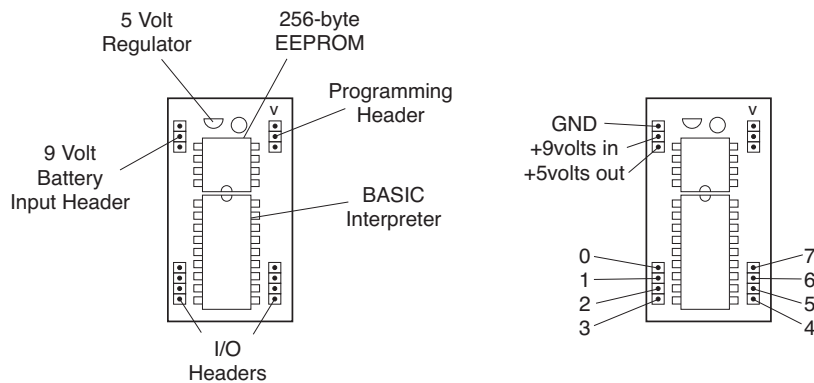 5 Volt
Regulator
256-byte
EEPROM
Programming
Header
9 Volt
Battery
Input Header
BASIC
Interpreter
I/O
Headers
v
GND
+9volts in
+5volts out
v
0
1
2
3
7
6
5
4